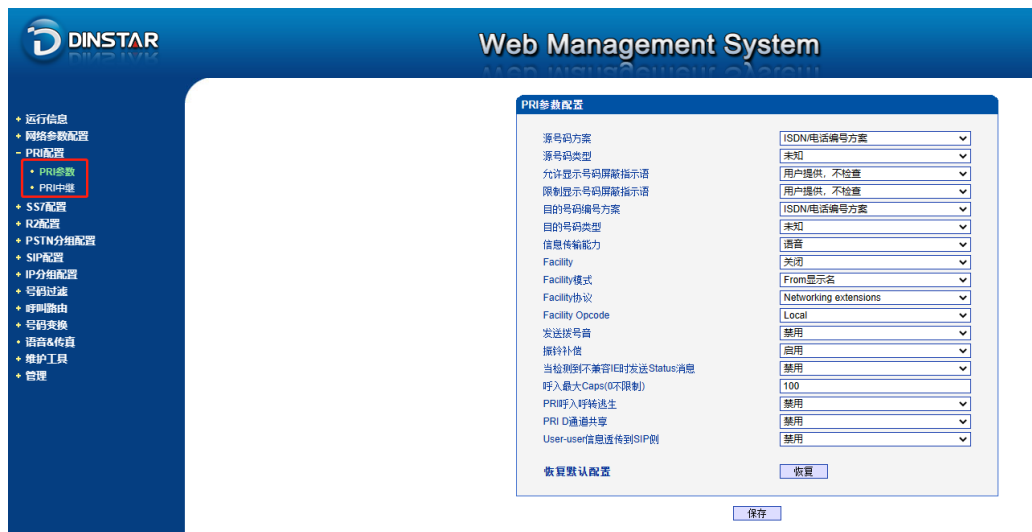 DINSTAR
Web Management System
运行信息
网络参数配置
PRI配置
PRI参数
PRI中继
SS7配置
R2配置
PSTN分组配置
SIP配置
IP分组配置
号码过滤
呼叫路由
号码变换
语音&传真
维护工具
管理
PRI参数配置
源号码方案 ISDN/电话编号方案
源号码类型 未知
允许显示号码屏蔽指示语 用户提供，不检查
限制显示号码屏蔽指示语 用户提供，不检查
目的号码编号方案 ISDN/电话编号方案
目的号码类型 未知
信息传输能力 语音
Facility 关闭
Facility模式 From显示名
Facility协议 Networking extensions
Facility Opcode Local
发送拨号音 禁用
振铃补偿 启用
当检测到不兼容IE时发送Status消息 禁用
呼入最大Caps(0不限制) 100
PRI呼入呼转逃生 禁用
PRI D通道共享 禁用
User-user信息透传到SIP侧 禁用
恢复默认配置 恢复
保存